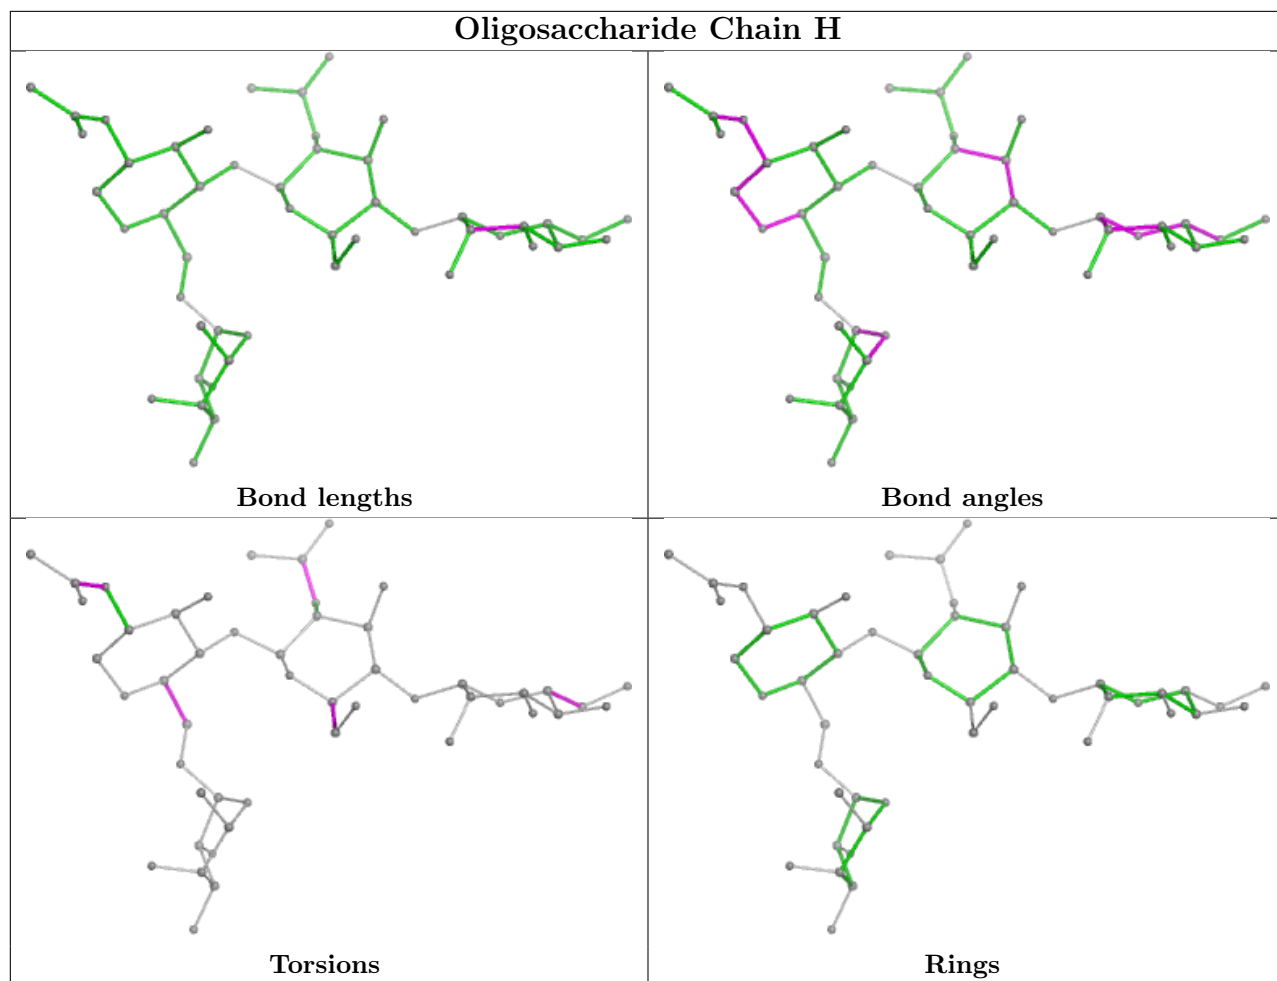 Oligosaccharide Chain H
Bond lengths
Bond angles
Torsions
Rings